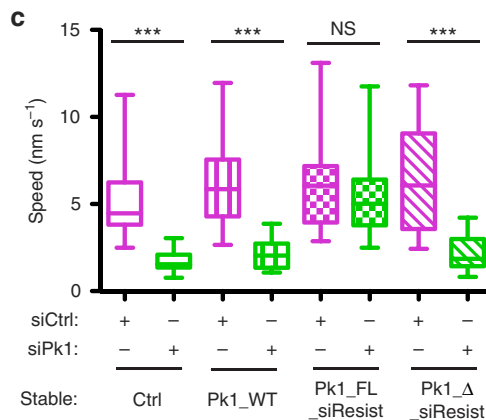 c
*** *** NS ***
15
10
5
0
Speed (nm s⁻¹)
siCtrl: + – + – + – + –
siPk1: – + – + – + – +
Stable: Ctrl Pk1_WT Pk1_FL _siResist Pk1_Δ _siResist